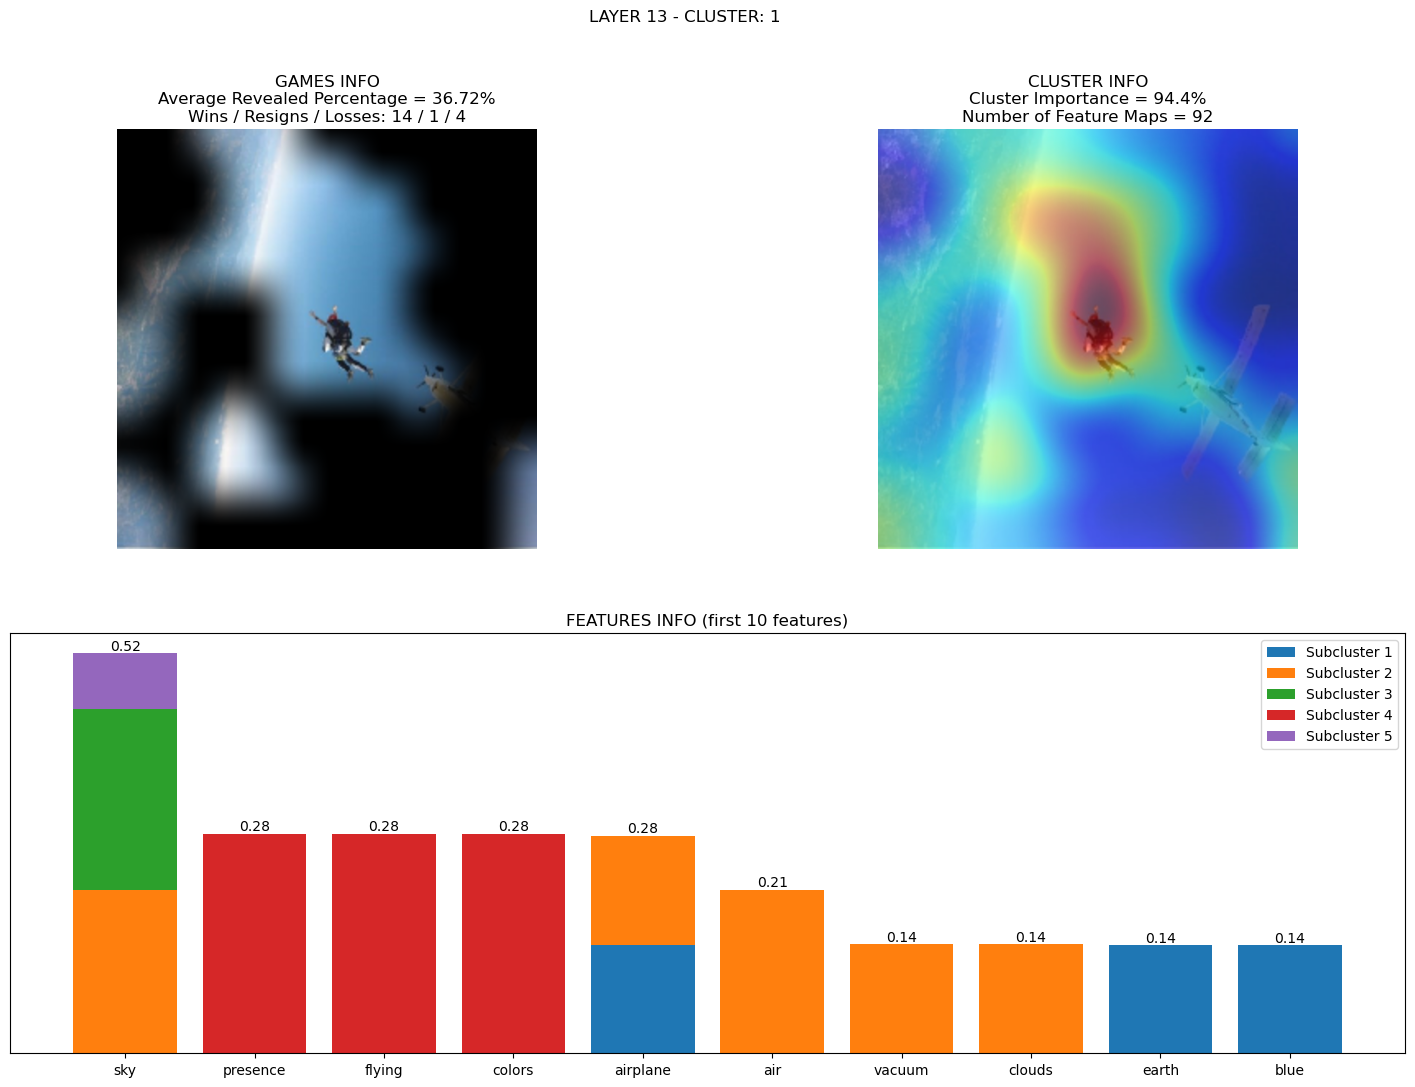 LAYER 13 - CLUSTER: 1
GAMES INFO
Average Revealed Percentage = 36.72%
Wins / Resigns / Losses: 14 / 1 / 4
CLUSTER INFO
Cluster Importance = 94.4%
Number of Feature Maps = 92
FEATURES INFO (first 10 features)
0.52
0.28
0.28
0.28
0.28
0.21
0.14
0.14
0.14
0.14
Subcluster 1
Subcluster 2
Subcluster 3
Subcluster 4
Subcluster 5
sky
presence
flying
colors
airplane
air
vacuum
clouds
earth
blue